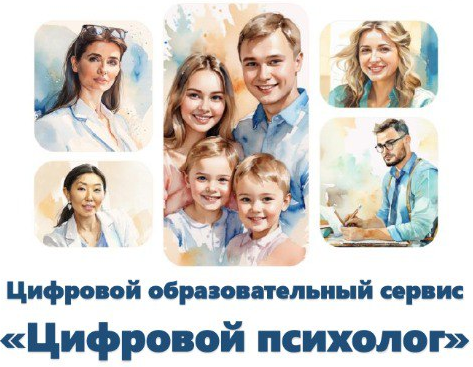 Цифровой образовательный сервис
«Цифровой психолог»